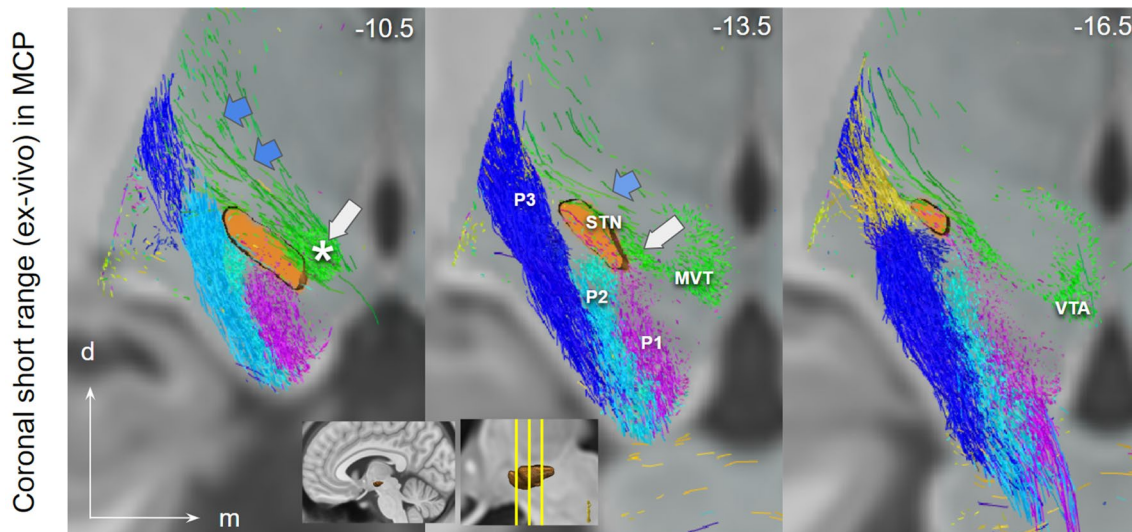 Coronal short range (ex-vivo) in MCP
-10.5
-13.5
-16.5
*
P3
STN
MVT
P2
P1
VTA
d
m